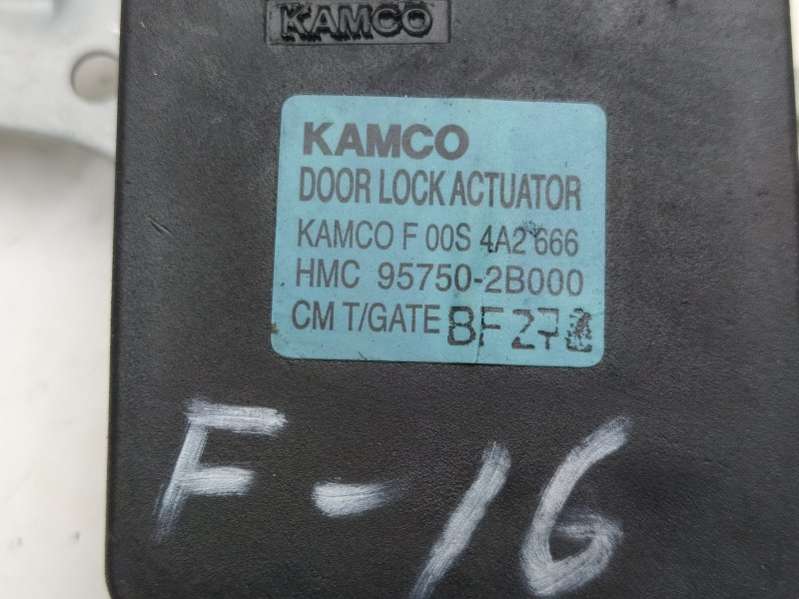 KAMCO
KAMCO
DOOR LOCK ACTUATOR
KAMCO F 00S 4A2 666
HMC 95750-2B000
CM T/GATE
F-16